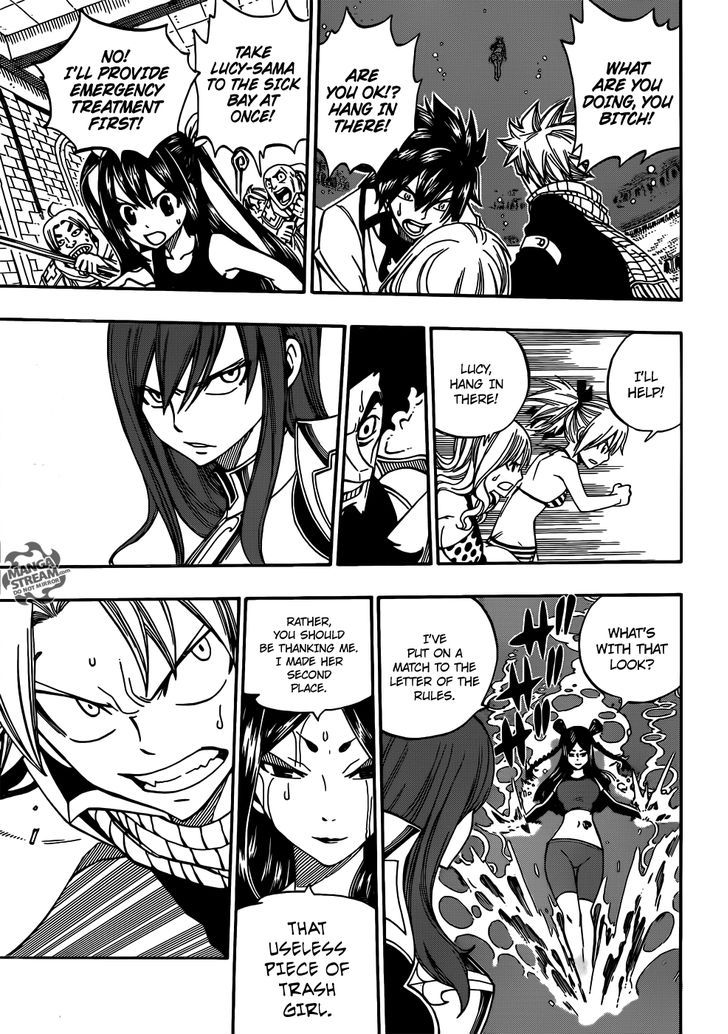 WHAT
ARE YOU
DOING, YOU
BITCH!
ARE
YOU OK!?
HANG IN
THERE!
TAKE
LUCY-SAMA
TO THE SICK
BAY AT
ONCE!
NO!
I'LL PROVIDE
EMERGENCY
TREATMENT
FIRST!
I'LL
HELP!
LUCY,
HANG IN
THERE!
WHAT'S
WITH THAT
LOOK?
I'VE
PUT ON A
MATCH TO THE
LETTER OF THE
RULES.
RATHER,
YOU SHOULD
BE THANKING ME.
I MADE HER
SECOND
PLACE.
THAT
USELESS
PIECE OF
TRASH
GIRL.
MANGA
STREAM.com
DO NOT MIRROR